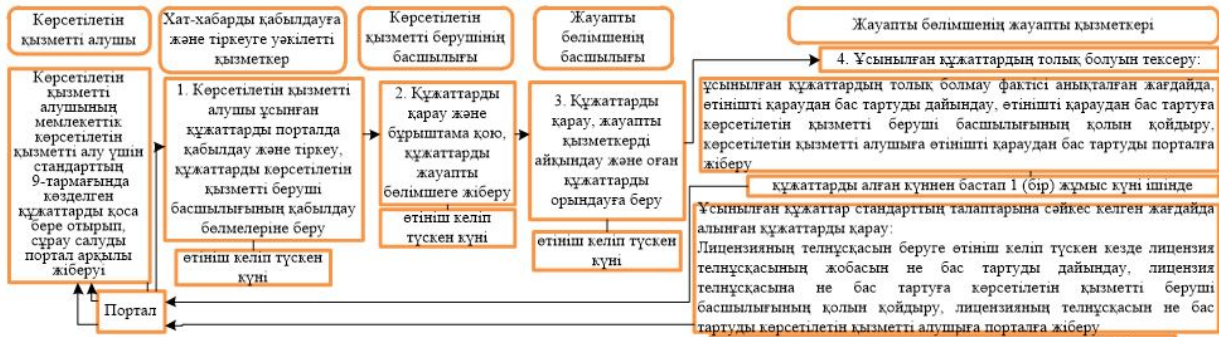 Көрсетілетін
қызметті алушы
Хат-хабарды қабылдауға
және тіркеуге уәкілетті
қызметкер
Көрсетілетін
қызметті берушінің
басшылығы
Жауапты
бөлімшенің
басшылығы
Жауапты бөлімшенің жауапты қызметкері
Көрсетілетін
қызметті
алушының
мемлекеттік
көрсетілетін
қызметті алу үшін
стандарттың
9-тармағында
көзделген
құжаттарды қоса
бере отырып,
сұрау салуды
портал арқылы
жіберуі
1. Көрсетілетін қызметті
алушы ұсынған
құжаттарды порталда
қабылдау және тіркеу,
құжаттарды көрсетілетін
қызметті беруші
басшылығының қабылдау
бөлмелеріне беру
өтініш келіп түскен
күні
2. Құжаттарды
қарау және
бұрыштама қою,
құжаттарды
жауапты
бөлімшеге жіберу
өтініш келіп
түскен күні
3. Құжаттарды
қарау, жауапты
қызметкерді
айқындау және оған
құжаттарды
орындауға беру
өтініш келіп түскен
күні
4. Ұсынылған құжаттардың толық болуын тексеру:
ұсынылған құжаттардың толық болмау фактісі анықталған жағдайда,
өтінішті қараудан бас тартуды дайындау, өтінішті қараудан бас тартуға
көрсетілетін қызметті беруші басшылығының қолын қойдыру,
көрсетілетін қызметті алушыға өтінішті қараудан бас тартуды порталға
жіберу
құжаттарды алған күннен бастап 1 (бір) жұмыс күні ішінде
Ұсынылған құжаттар стандарттың талаптарына сәйкес келген жағдайда
алынған құжаттарды қарау:
Лицензияның телнұсқасын беруге өтініш келіп түскен кезде лицензия
телнұсқасының жобасын не бас тартуды дайындау, лицензия
телнұсқасына не бас тартуға көрсетілетін қызметті беруші
басшылығының қолын қойдыру, лицензияның телнұсқасын не бас
тартуды көрсетілетін қызметті алушыға порталға жіберу
Портал